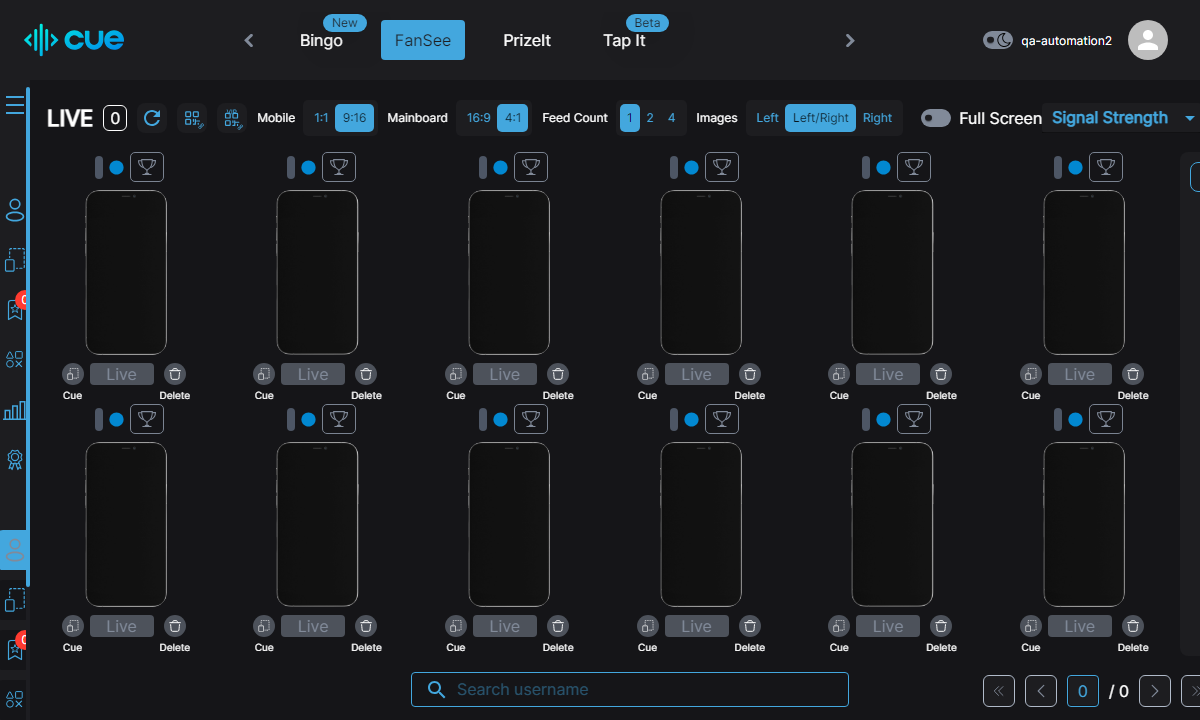 cue
New
Beta
Bingo FanSee PrizeIt Tap It
qa-automation2
LIVE 0 Mobile 1:1 9:16 Mainboard 16:9 4:1 Feed Count 1 2 4 Images Left Left/Right Right Full Screen Signal Strength
Live Live Live Live Live Live
Cue Delete Cue Delete Cue Delete Cue Delete Cue Delete Cue Delete
Live Live Live Live Live Live
Cue Delete Cue Delete Cue Delete Cue Delete Cue Delete Cue Delete
Search username
0 / 0